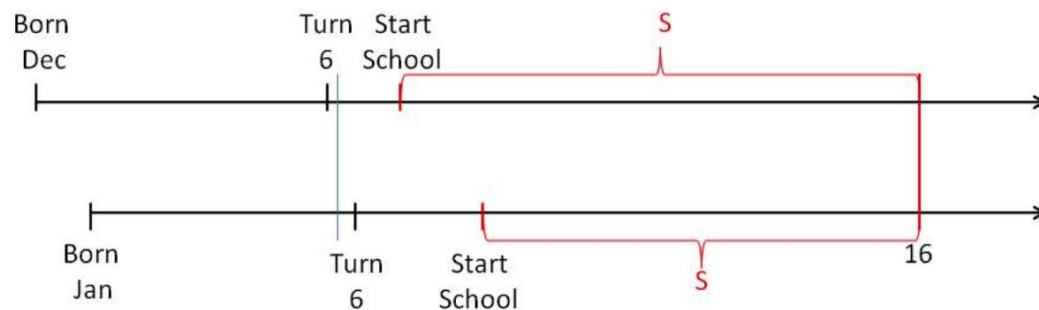 S
Born
Dec
Turn
6
Start
School
Born
Jan
Turn
6
Start
School
S
16